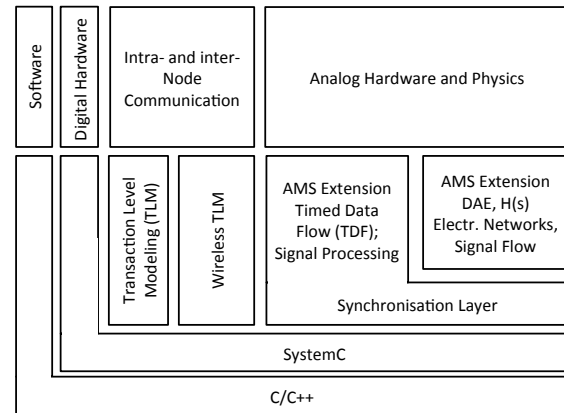 Software
Digital Hardware
Intra- and inter-
Node
Communication
Analog Hardware and Physics
Transaction Level
Modeling (TLM)
Wireless TLM
AMS Extension
Timed Data
Flow (TDF);
Signal Processing
AMS Extension
DAE, H(s)
Electr. Networks,
Signal Flow
Synchronisation Layer
SystemC
C/C++